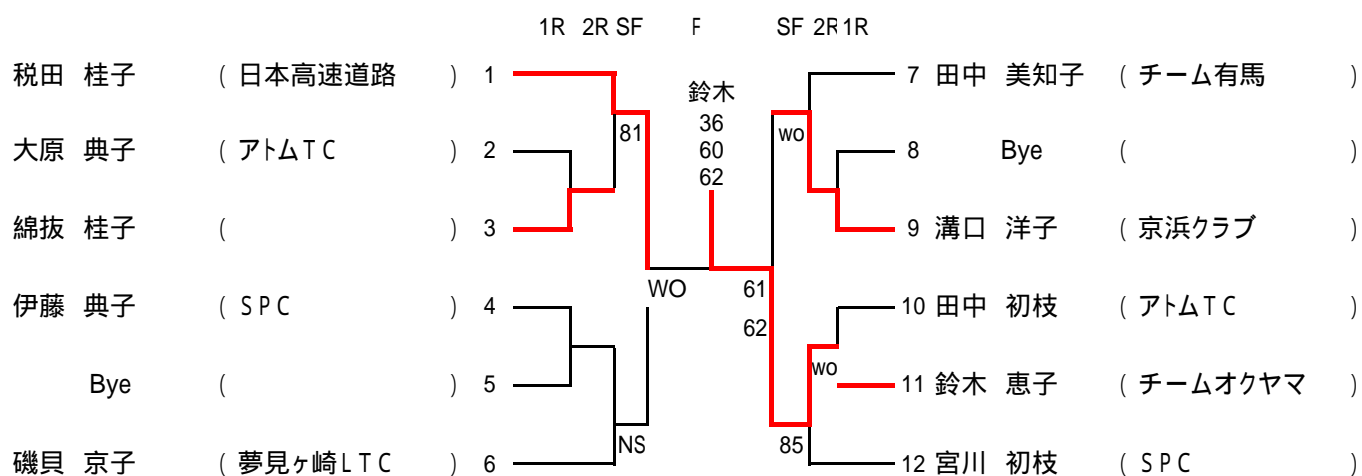 1R 2R SF F SF 2R 1R
税田 桂子 ( 日本高速道路 ) 1
大原 典子 ( アトムTC ) 2
綿抜 桂子 ( ) 3
伊藤 典子 ( SPC ) 4
Bye ( ) 5
磯貝 京子 ( 夢見ヶ崎LTC ) 6
81
WO
NS
鈴木
36
60
62
wo
61
62
wo
85
7 田中 美知子 ( チーム有馬 )
8 Bye ( )
9 溝口 洋子 ( 京浜クラブ )
10 田中 初枝 ( アトムTC )
11 鈴木 恵子 ( チームオクヤマ )
12 宮川 初枝 ( SPC )